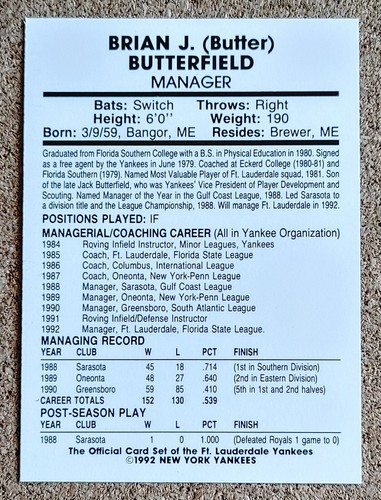 BRIAN J. (Butter)
BUTTERFIELD
MANAGER
Bats: Switch Throws: Right
Height: 6'0'' Weight: 190
Born: 3/9/59, Bangor, ME Resides: Brewer, ME
Graduated from Florida Southern College with a B.S. in Physical Education in 1980. Signed
as a free agent by the Yankees in June 1979. Coached at Eckerd College (1980-81) and
Florida Southern (1979). Named Most Valuable Player of Ft. Lauderdale squad, 1981. Son
of the late Jack Butterfield, who was Yankees' Vice President of Player Development and
Scouting. Named Manager of the Year in the Gulf Coast League, 1988. Led Sarasota to a
division title and the League Championship, 1988. Will manage Ft. Lauderdale in 1992.
POSITIONS PLAYED: IF
MANAGERIAL/COACHING CAREER (All in Yankee Organization)
1984 Roving Infield Instructor, Minor Leagues, Yankees
1985 Coach, Ft. Lauderdale, Florida State League
1986 Coach, Columbus, International League
1987 Coach, Oneonta, New York-Penn League
1988 Manager, Sarasota, Gulf Coast League
1989 Manager, Oneonta, New York-Penn League
1990 Manager, Greensboro, South Atlantic League
1991 Roving Infield/Defense Instructor
1992 Manager, Ft. Lauderdale, Florida State League.
MANAGING RECORD
YEAR CLUB W L PCT FINISH
1988 Sarasota 45 18 .714 (1st in Southern Division)
1989 Oneonta 48 27 .640 (2nd in Eastern Division)
1990 Greensboro 59 85 .410 (5th in 1st and 2nd halves)
CAREER TOTALS 152 130 .539
POST-SEASON PLAY
YEAR CLUB W L PCT FINISH
1988 Sarasota 1 0 1.000 (Defeated Royals 1 game to 0)
The Official Card Set of the Ft. Lauderdale Yankees
©1992 NEW YORK YANKEES